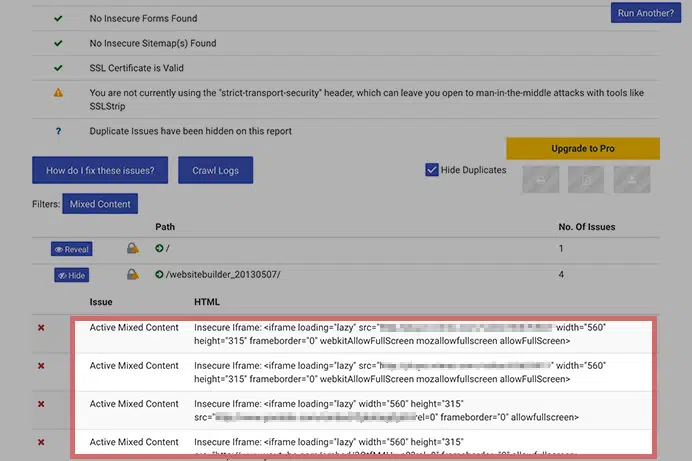 No Insecure Forms Found
Run Another?
No Insecure Sitemap(s) Found
SSL Certificate is Valid
You are not currently using the "strict-transport-security" header, which can leave you open to man-in-the-middle attacks with tools like
SSLStrip
? Duplicate Issues have been hidden on this report
Upgrade to Pro
How do I fix these issues? Crawl Logs Hide Duplicates
Filters: Mixed Content
Path No. Of Issues
Reveal / 1
Hide /websitebuilder_20130507/ 4
Issue HTML
Active Mixed Content Insecure Iframe: <iframe loading="lazy" src=" width="560"
height="315" frameborder="0" webkitAllowFullScreen mozallowfullscreen allowFullScreen>
Active Mixed Content Insecure Iframe: <iframe loading="lazy" src=" width="560"
height="315" frameborder="0" webkitAllowFullScreen mozallowfullscreen allowFullScreen>
Active Mixed Content Insecure Iframe: <iframe loading="lazy" width="560" height="315"
src=" rel=0" frameborder="0" allowfullscreen>
Active Mixed Content Insecure Iframe: <iframe loading="lazy" width="560" height="315"
frameborder="0" allowfullscreen>